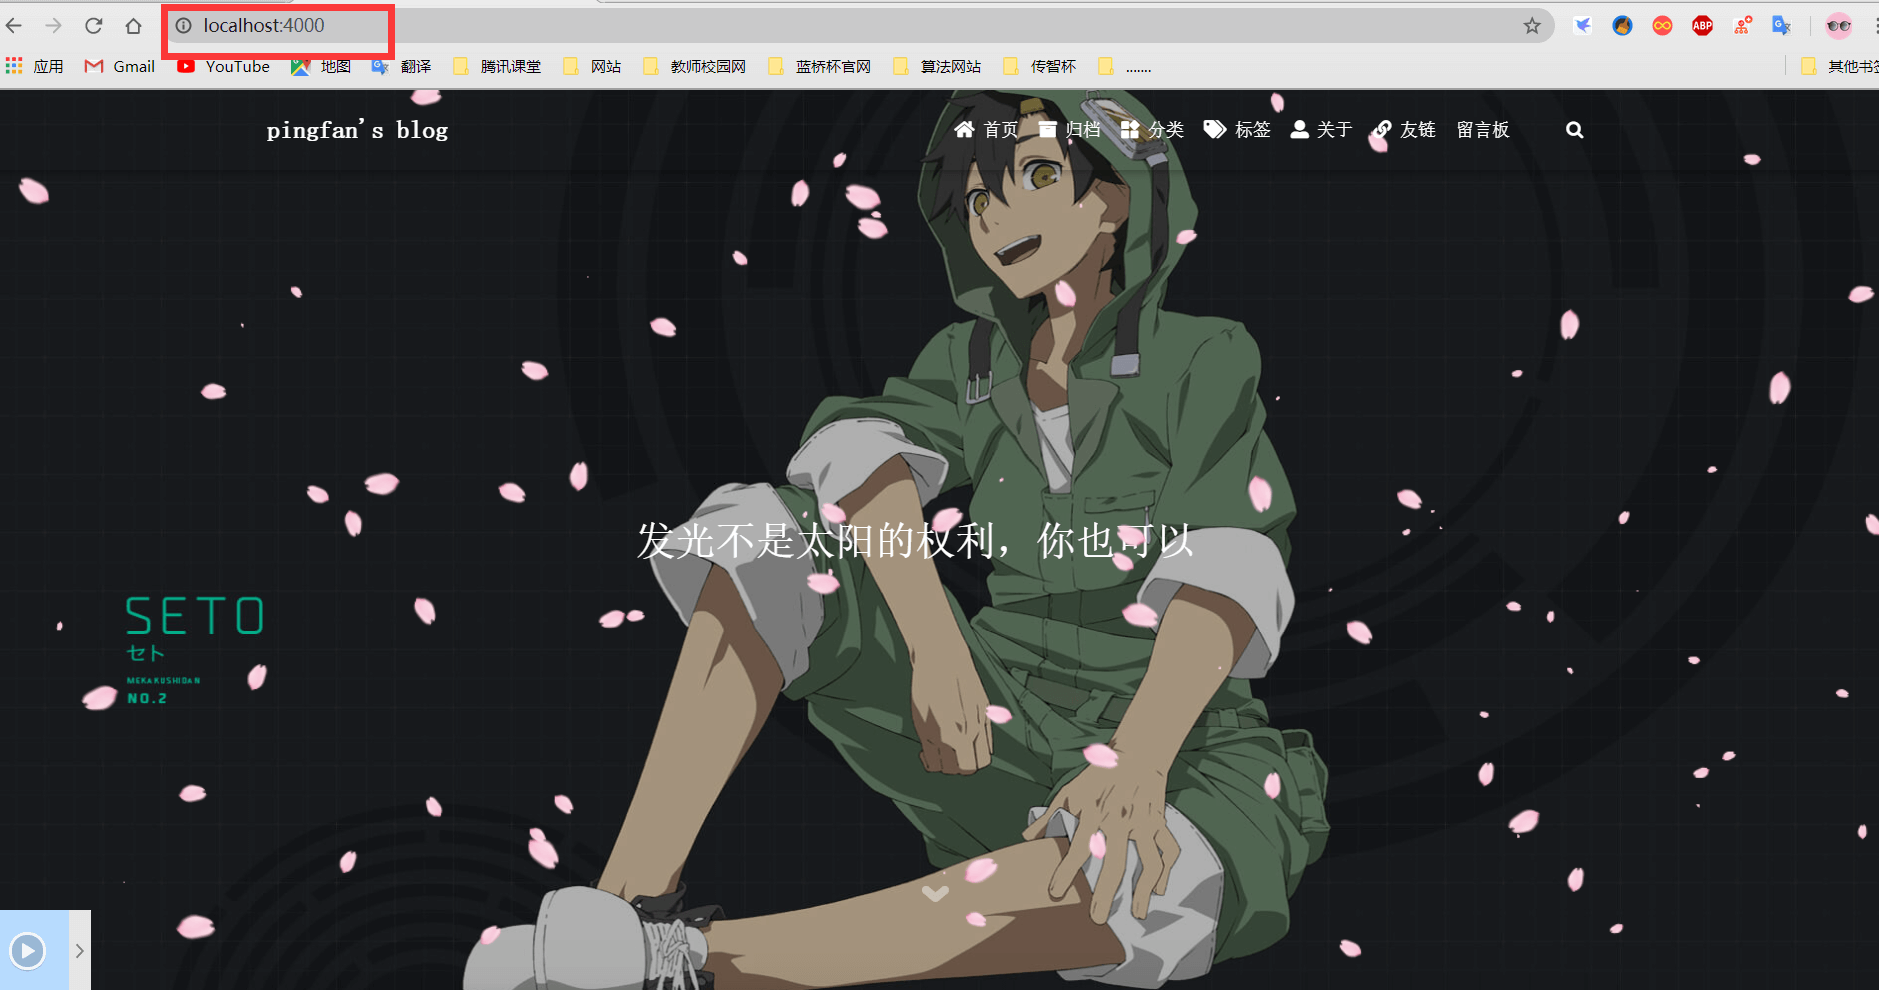 localhost:4000
ABP
应用 Gmail YouTube 地图 翻译 腾讯课堂 网站 教师校园网 蓝桥杯官网 算法网站 传智杯 ....... 其他书签
pingfan's blog 首页 归档 分类 标签 关于 友链 留言板
发光不是太阳的权利，你也可以
SETO
セト
MEKAKUSHIDAN
NO.2